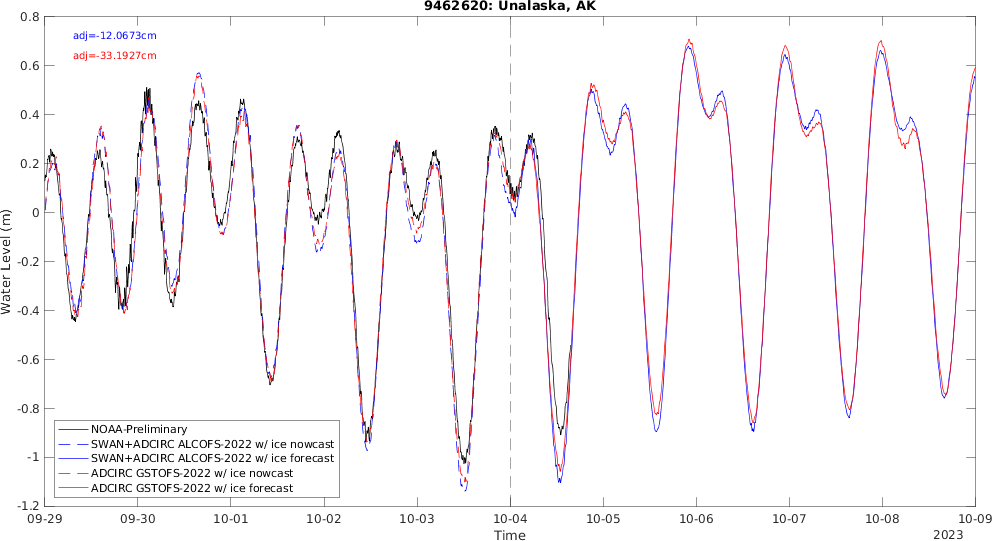 9462620: Unalaska, AK
adj=-12.0673cm
adj=-33.1927cm
Water Level (m)
0.8
0.6
0.4
0.2
0
-0.2
-0.4
-0.6
-0.8
-1
-1.2
NOAA-Preliminary
SWAN+ADCIRC ALCOFS-2022 w/ ice nowcast
SWAN+ADCIRC ALCOFS-2022 w/ ice forecast
ADCIRC GSTOFS-2022 w/ ice nowcast
ADCIRC GSTOFS-2022 w/ ice forecast
09-29 09-30 10-01 10-02 10-03 10-04 10-05 10-06 10-07 10-08 10-09
Time
2023